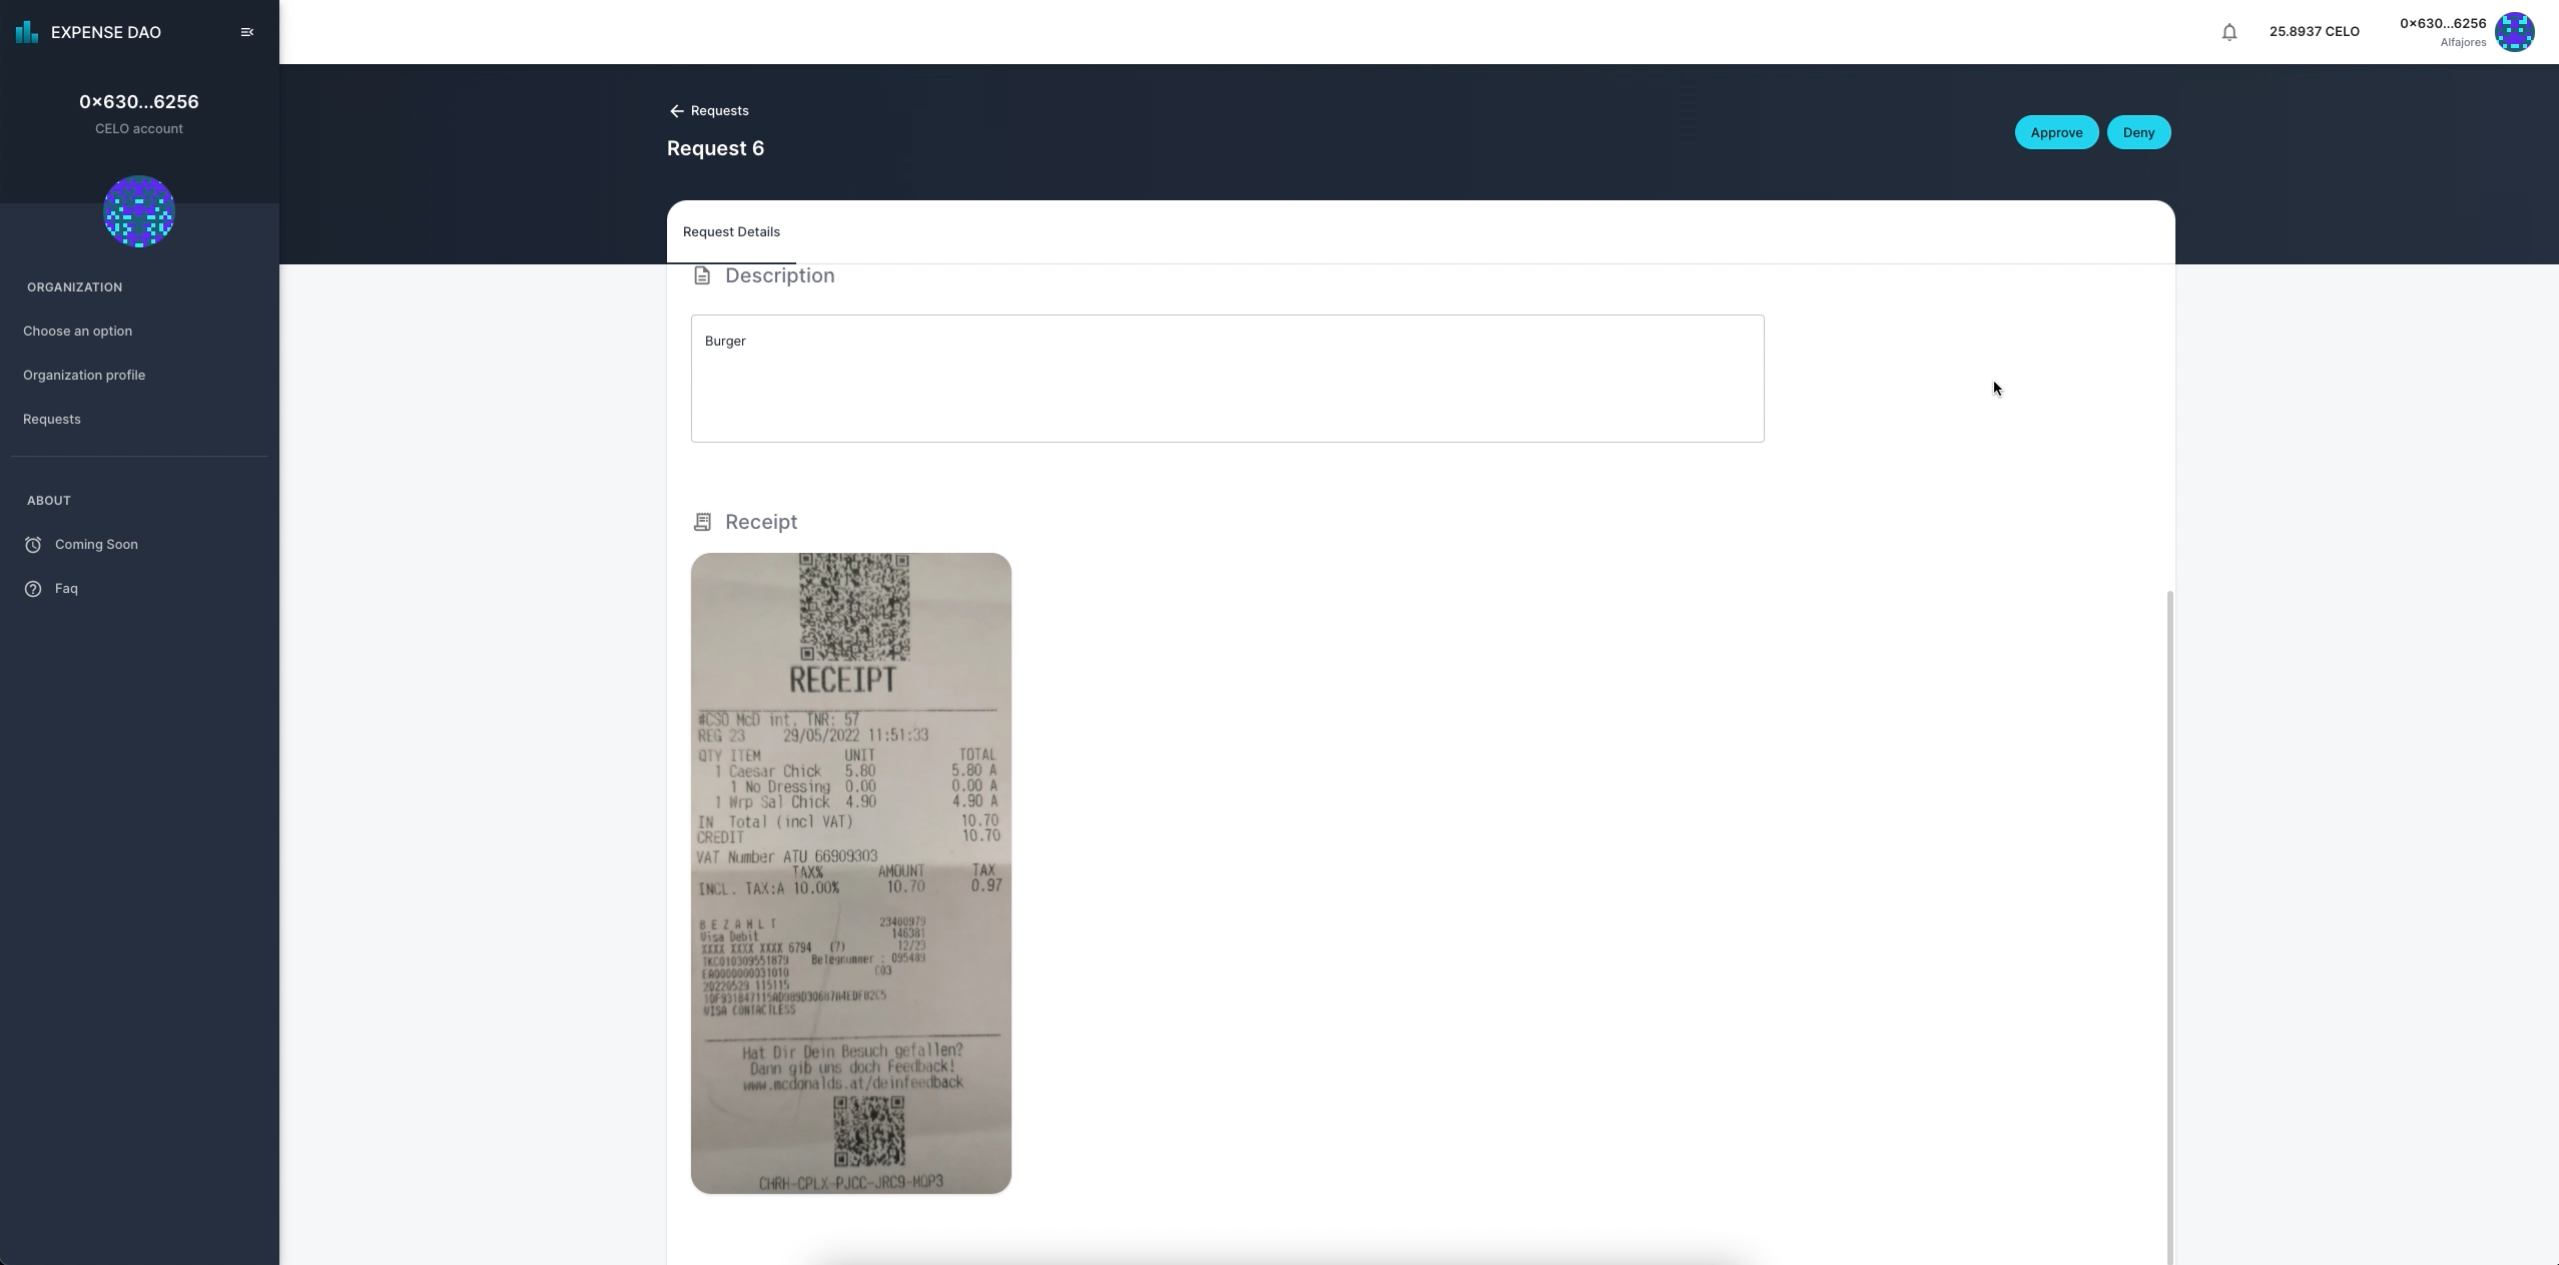 EXPENSE DAO
25.8937 CELO
0×630...6256
Alfajores
0×630...6256
CELO account
Requests
Request 6
Approve
Deny
Request Details
ORGANIZATION
Choose an option
Organization profile
Requests
ABOUT
Coming Soon
Faq
Description
Burger
Receipt
RECEIPT
#CSO McD int. TNR: 57
REG 23 29/05/2022 11:51:33
QTY ITEM UNIT TOTAL
1 Caesar Chick 5.80 5.80 A
1 No Dressing 0.00 0.00 A
1 Wrp Sal Chick 4.90 4.90 A
IN Total (incl VAT) 10.70
CREDIT 10.70
VAT Number ATU 66909303
TAX% AMOUNT TAX
INCL. TAX:A 10.00% 10.70 0.97
BEZAHLT 23400979
Visa Debit 146381
XXXX XXXX XXXX 6794 (7) 12/23
Belegnummer : 095489
C03
20220529 115115
VISA CONTACTLESS
Hat Dir Dein Besuch gefallen?
Dann gib uns doch Feedback!
www.mcdonalds.at/deinfeedback
CHRH-CPLX-PJCC-JRC9-MQP3